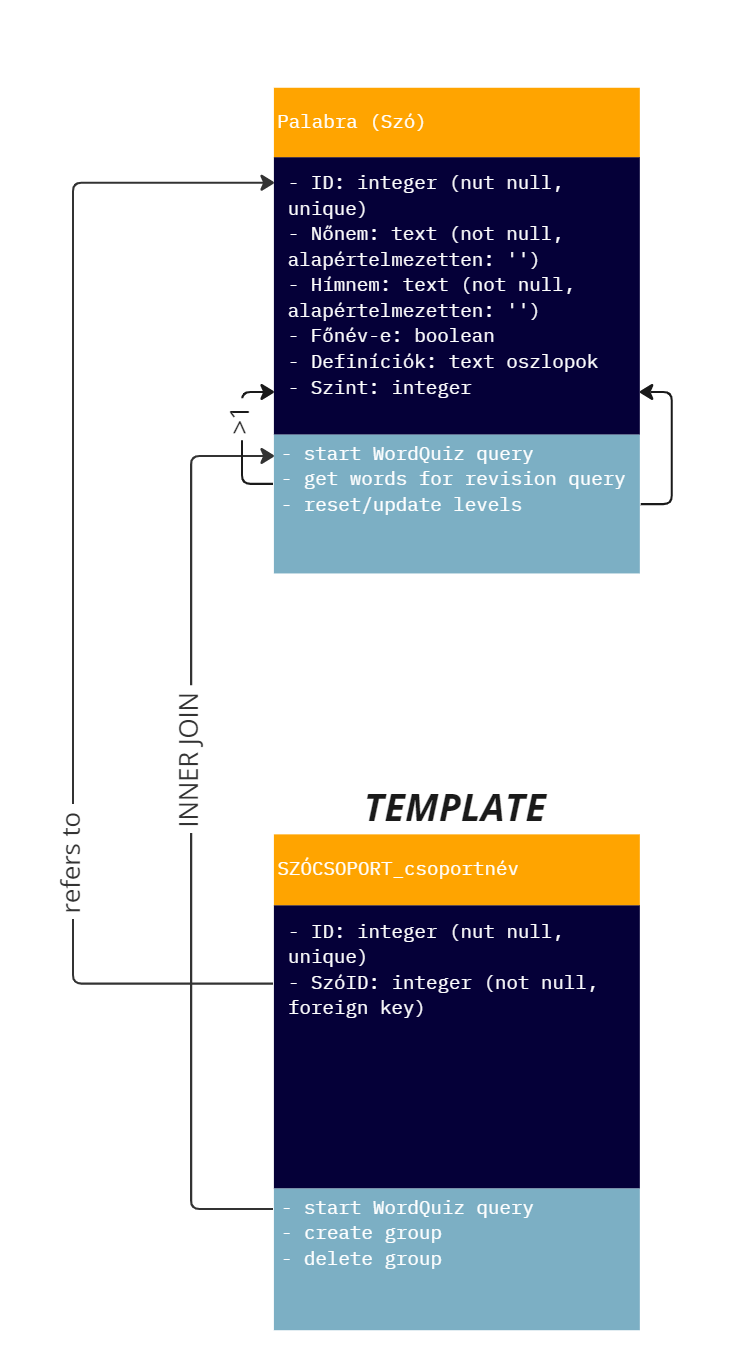 Palabra (Szó)
- ID: integer (nut null,
unique)
- Nőnem: text (not null,
alapértelmezetten: '')
- Hímnem: text (not null,
alapértelmezetten: '')
- Főnév-e: boolean
- Definíciók: text oszlopok
- Szint: integer
>1
- start WordQuiz query
- get words for revision query
- reset/update levels
INNER JOIN
refers to
TEMPLATE
SZÓCSOPORT_csoportnév
- ID: integer (nut null,
unique)
- SzóID: integer (not null,
foreign key)
- start WordQuiz query
- create group
- delete group